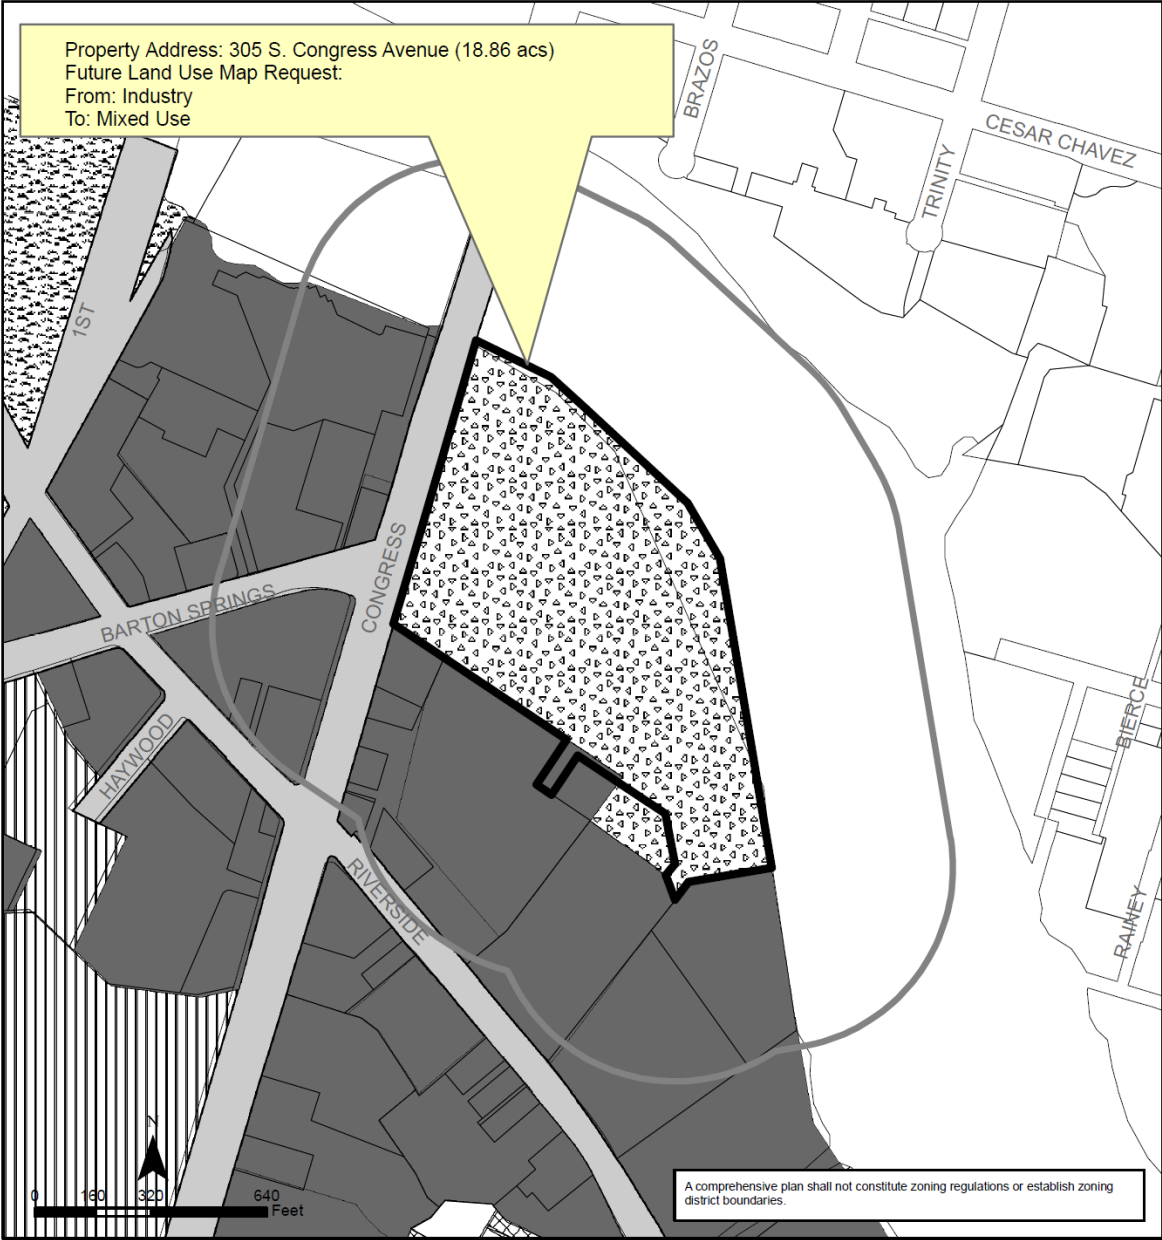 Property Address: 305 S. Congress Avenue (18.86 acs)
Future Land Use Map Request:
From: Industry
To: Mixed Use
BRAZOS
CESAR CHAVEZ
TRINITY
1ST
CONGRESS
BARTON SPRINGS
HAYWOOD
RIVERSIDE
BIERCE
RAINEY
N
0 160 320 640
Feet
A comprehensive plan shall not constitute zoning regulations or establish zoning
district boundaries.